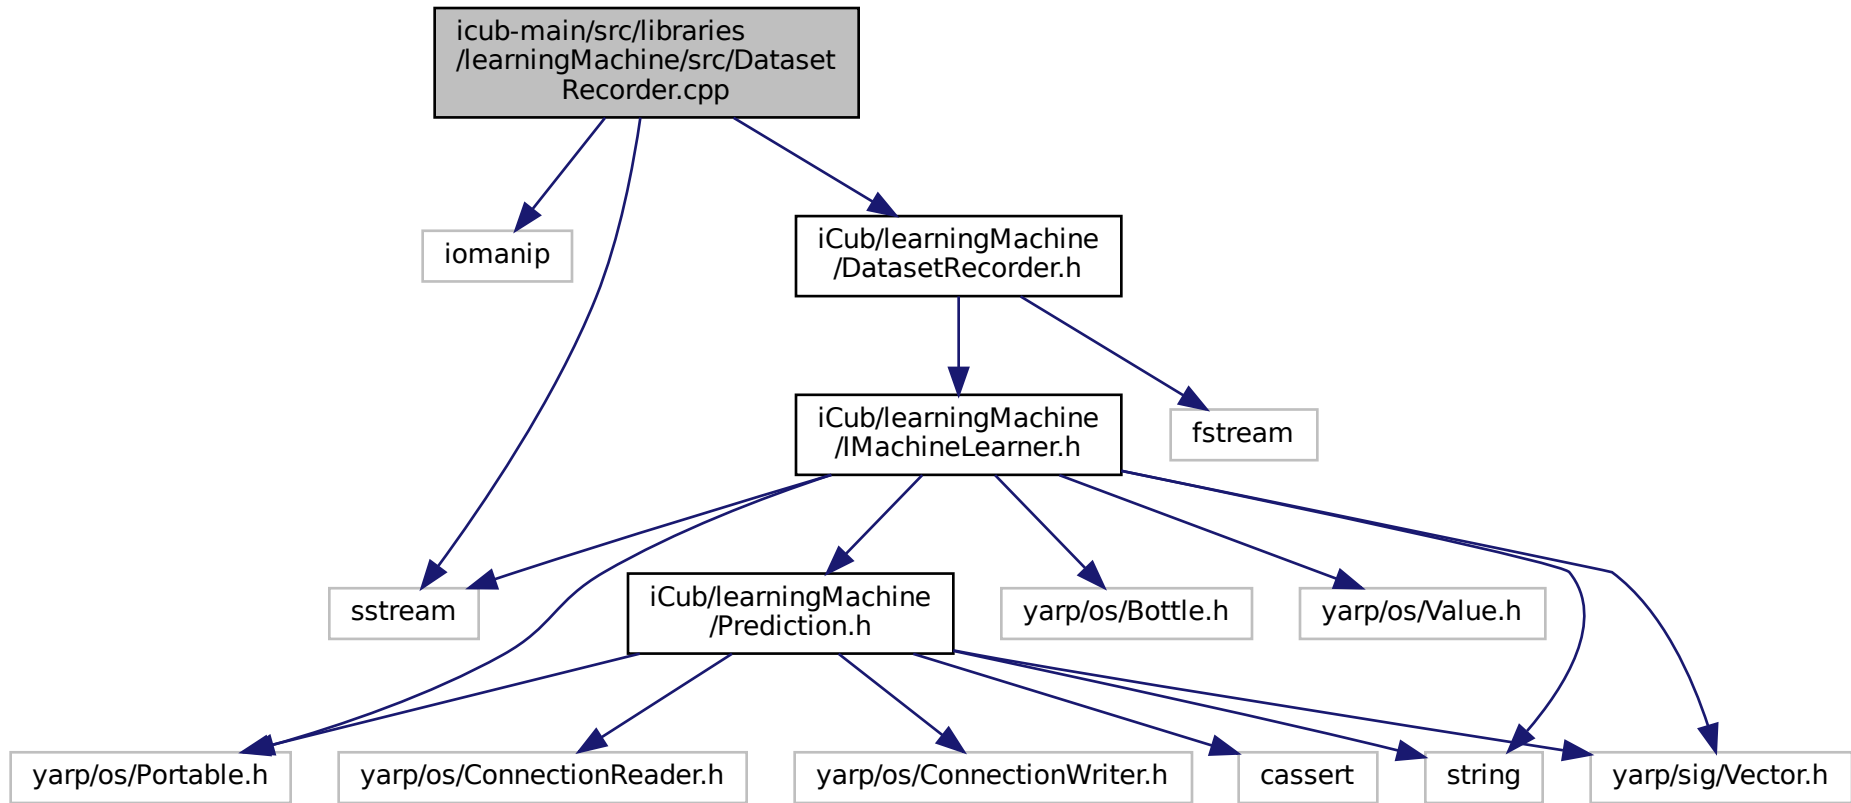 icub-main/src/libraries
/learningMachine/src/Dataset
Recorder.cpp
iomanip
iCub/learningMachine
/DatasetRecorder.h
iCub/learningMachine
/IMachineLearner.h
fstream
sstream
iCub/learningMachine
/Prediction.h
yarp/os/Bottle.h
yarp/os/Value.h
yarp/os/Portable.h
yarp/os/ConnectionReader.h
yarp/os/ConnectionWriter.h
cassert
string
yarp/sig/Vector.h